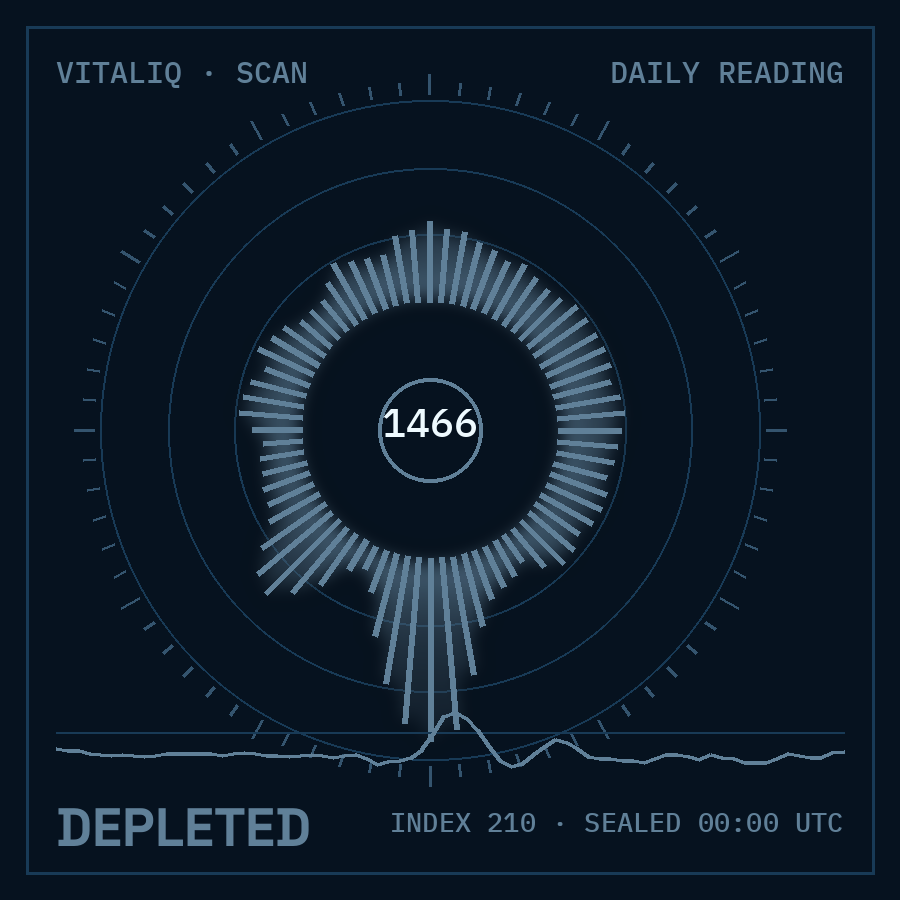 VITALIQ · SCAN
DAILY READING
1466
DEPLETED
INDEX 210 · SEALED 00:00 UTC